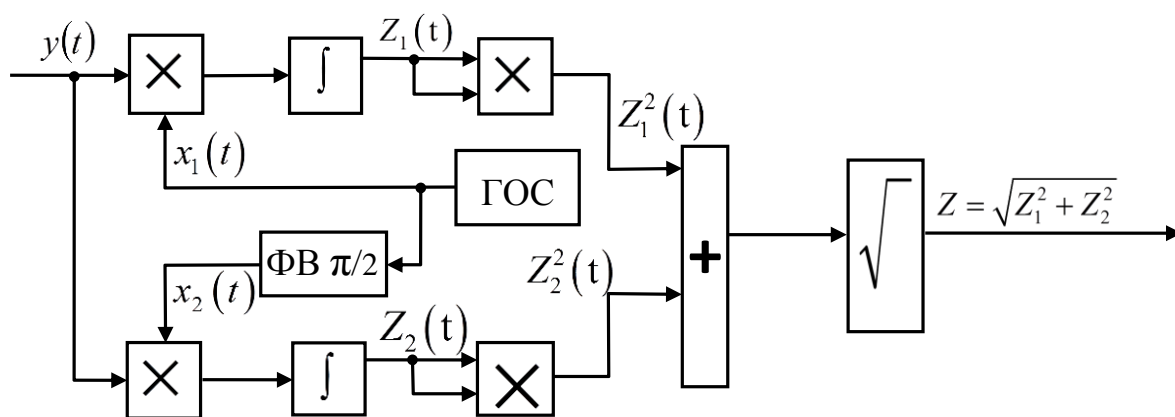 y(t)
×
∫
Z₁(t)
×
Z₁²(t)
x₁(t)
ГОС
ФВ π/2
x₂(t)
Z₂²(t)
+
√
Z = √(Z₁² + Z₂²)
×
∫
Z₂(t)
×